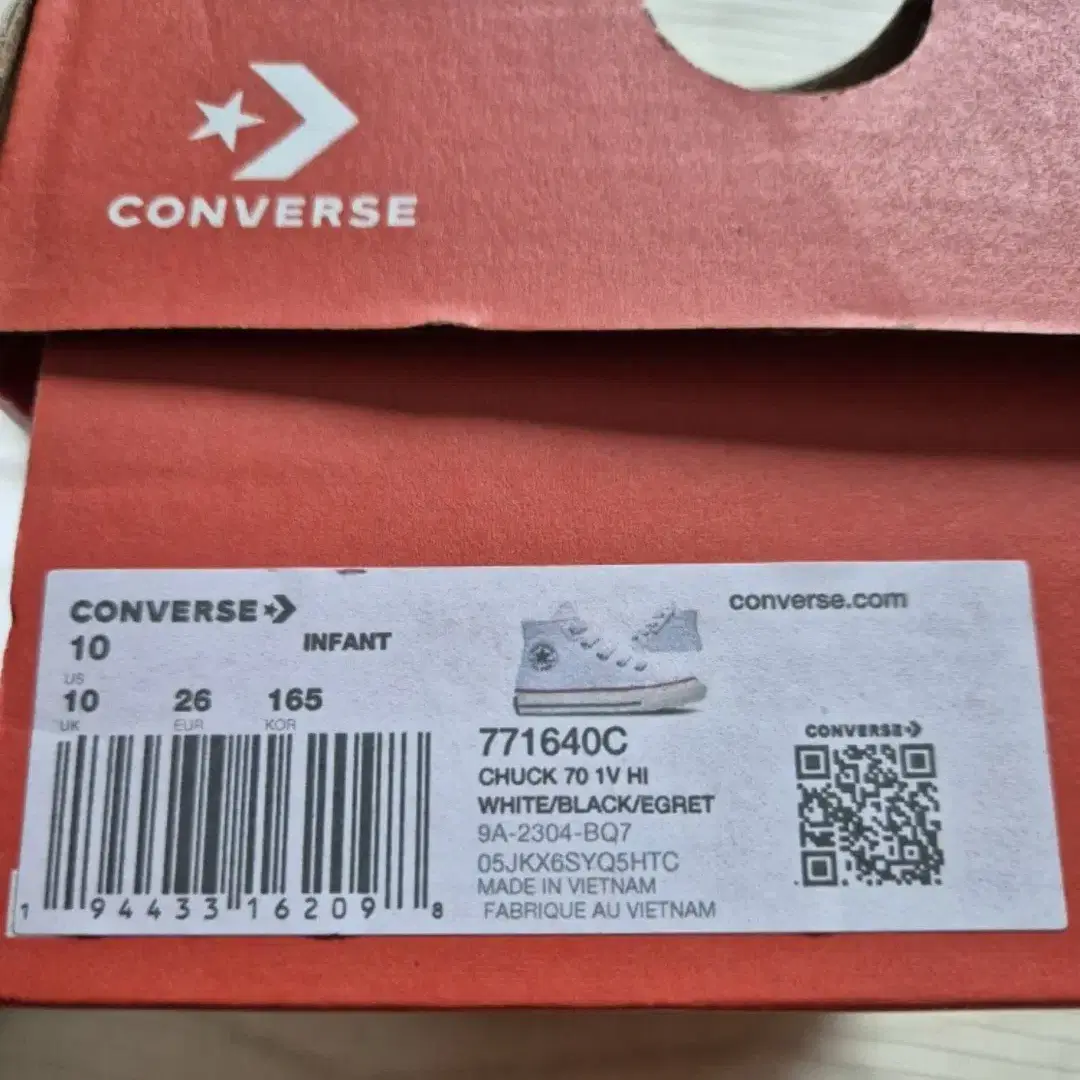 CONVERSE
CONVERSE
converse.com
10
INFANT
US
10 26 165
UK EUR KOR
771640C
CHUCK 70 1V HI
WHITE/BLACK/EGRET
9A-2304-BQ7
05JKX6SYQ5HTC
MADE IN VIETNAM
FABRIQUE AU VIETNAM
1 94433 16209 8
CONVERSE